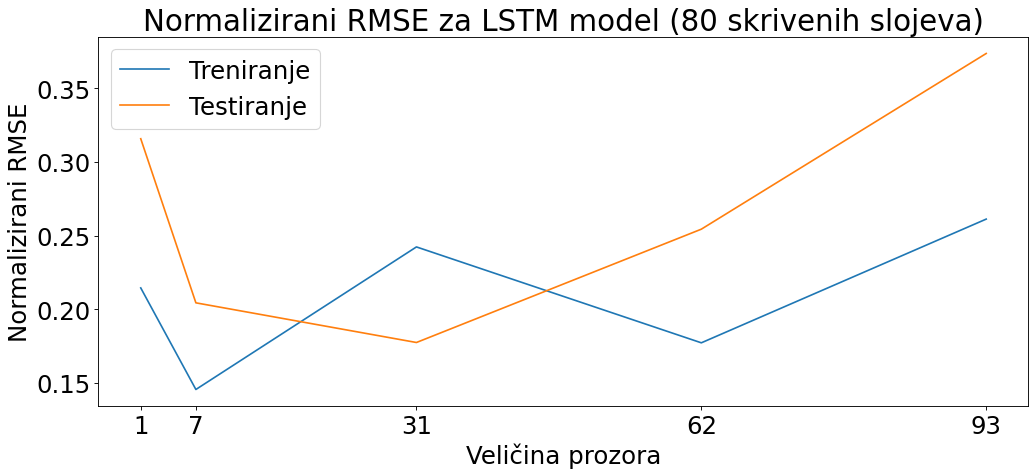 Normalizirani RMSE za LSTM model (80 skrivenih slojeva)
Treniranje
Testiranje
Normalizirani RMSE
0.35
0.30
0.25
0.20
0.15
1 7 31 62 93
Veličina prozora